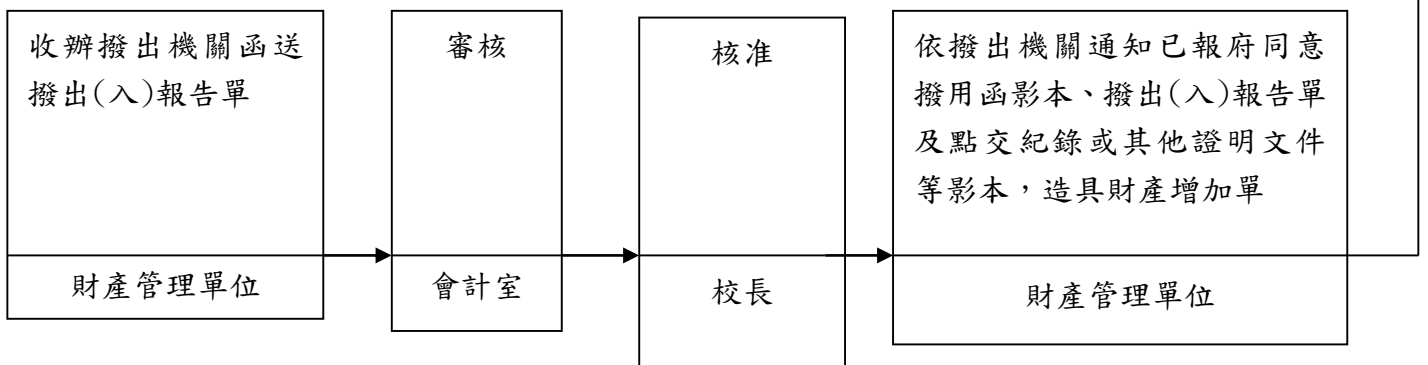 收辦撥出機關函送
撥出(入)報告單
財產管理單位
審核
會計室
核准
校長
依撥出機關通知已報府同意
撥用函影本、撥出(入)報告單
及點交紀錄或其他證明文件
等影本，造具財產增加單
財產管理單位